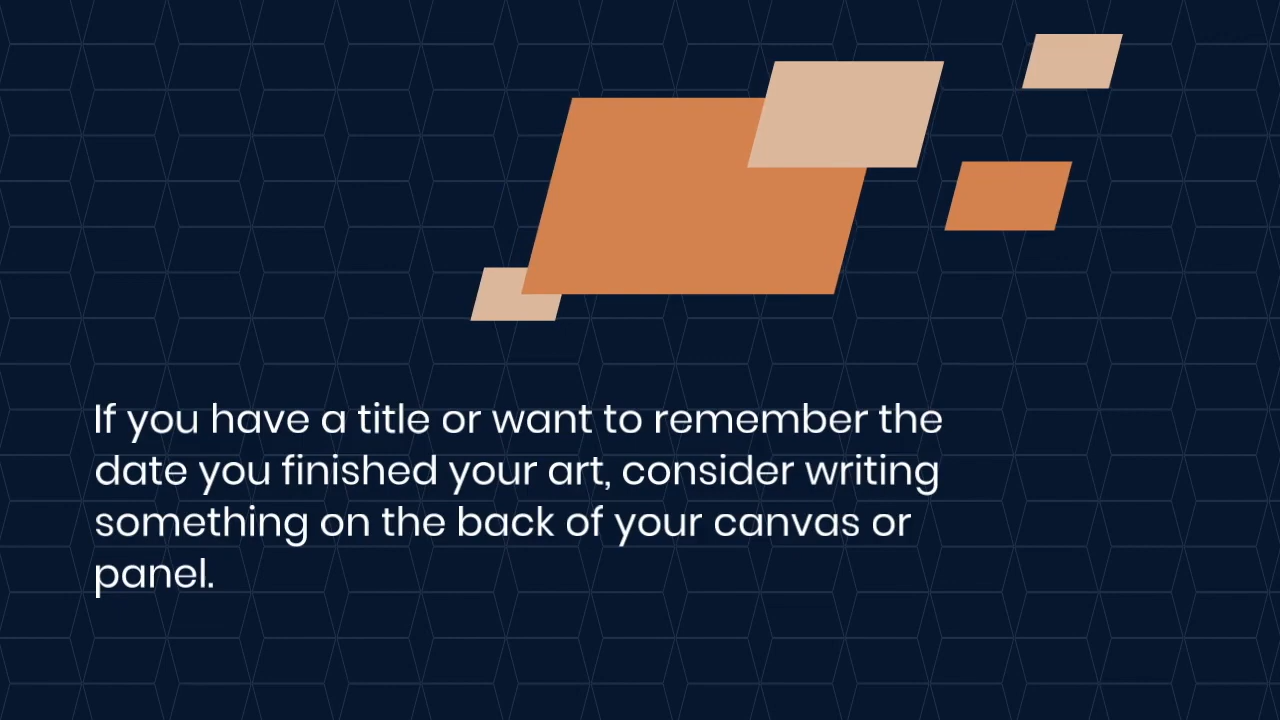 If you have a title or want to remember the
date you finished your art, consider writing
something on the back of your canvas or
panel.